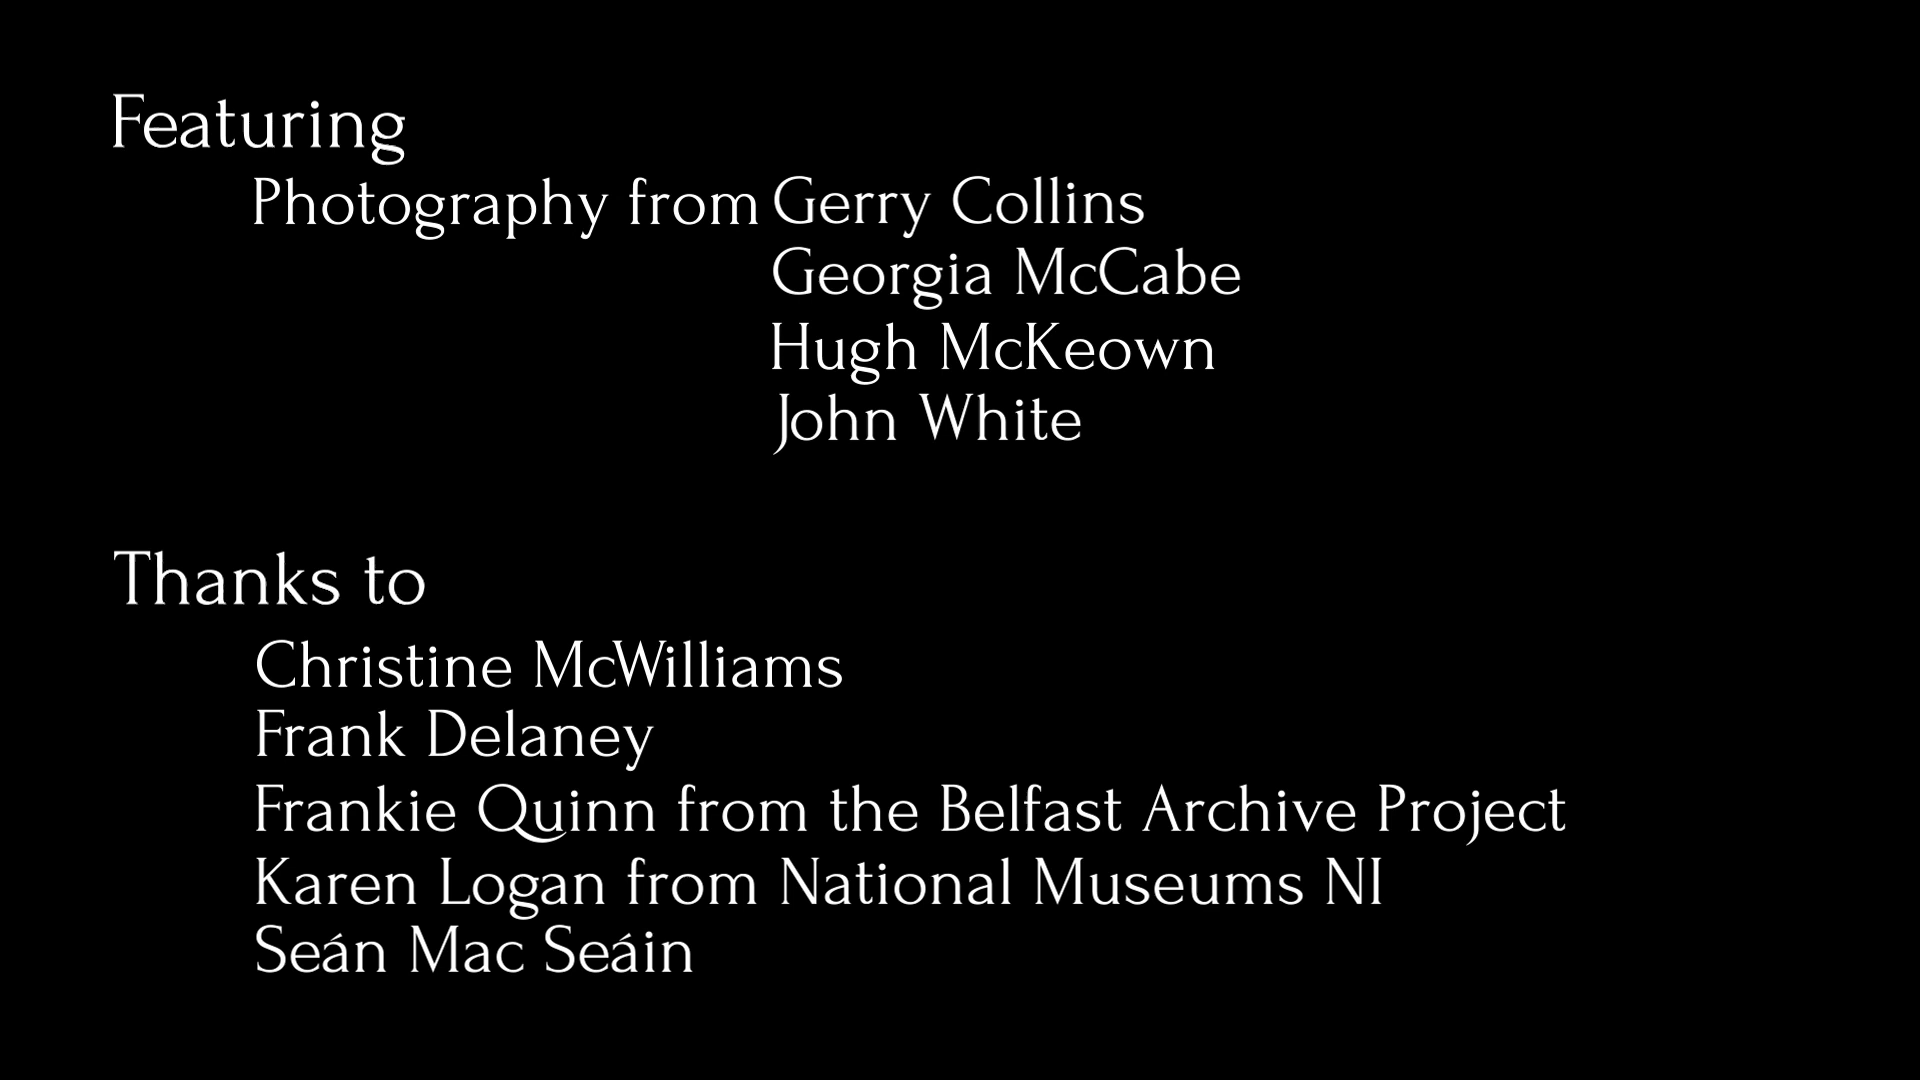 Featuring
Photography from Gerry Collins
Georgia McCabe
Hugh McKeown
John White
Thanks to
Christine McWilliams
Frank Delaney
Frankie Quinn from the Belfast Archive Project
Karen Logan from National Museums NI
Seán Mac Seáin